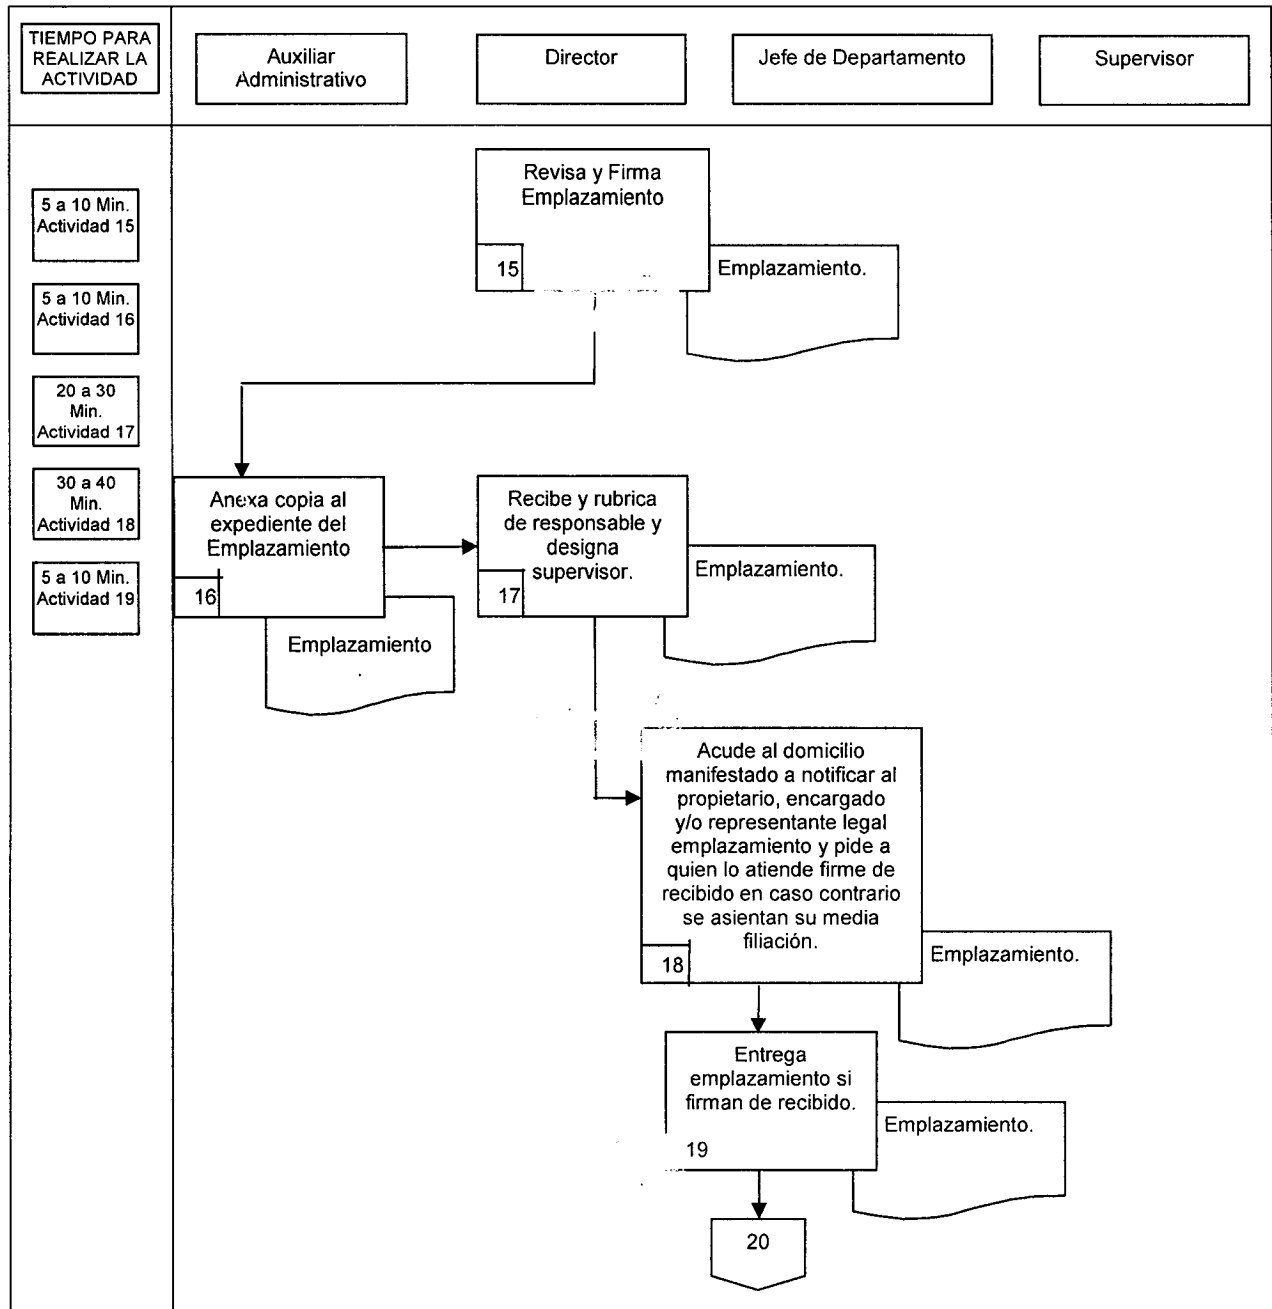 TIEMPO PARA
REALIZAR LA
ACTIVIDAD
Auxiliar
Administrativo
Director
Jefe de Departamento
Supervisor
5 a 10 Min.
Actividad 15
5 a 10 Min.
Actividad 16
20 a 30
Min.
Actividad 17
30 a 40
Min.
Actividad 18
5 a 10 Min.
Actividad 19
Revisa y Firma
Emplazamiento
15
Emplazamiento.
Anexa copia al
expediente del
Emplazamiento
16
Emplazamiento
Recibe y rubrica
de responsable y
designa
supervisor.
17
Emplazamiento.
Acude al domicilio
manifestado a notificar al
propietario, encargado
y/o representante legal
emplazamiento y pide a
quien lo atiende firme de
recibido en caso contrario
se asientan su media
filiación.
18
Emplazamiento.
Entrega
emplazamiento si
firman de recibido.
19
Emplazamiento.
20